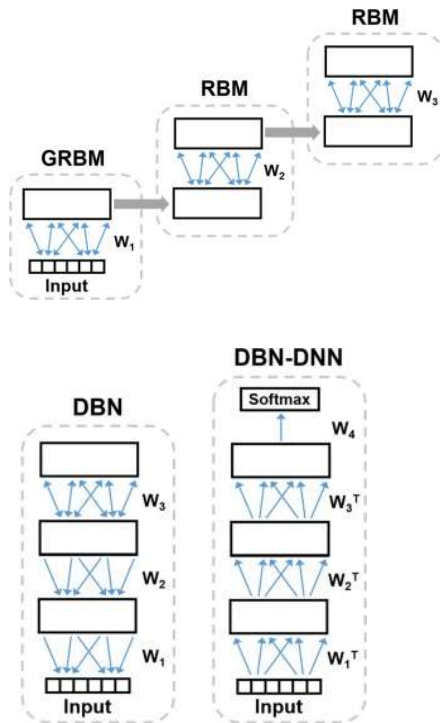 RBM
W3
RBM
W2
GRBM
W1
Input
DBN
W3
W2
W1
Input
DBN-DNN
Softmax
W4
W3T
W2T
W1T
Input